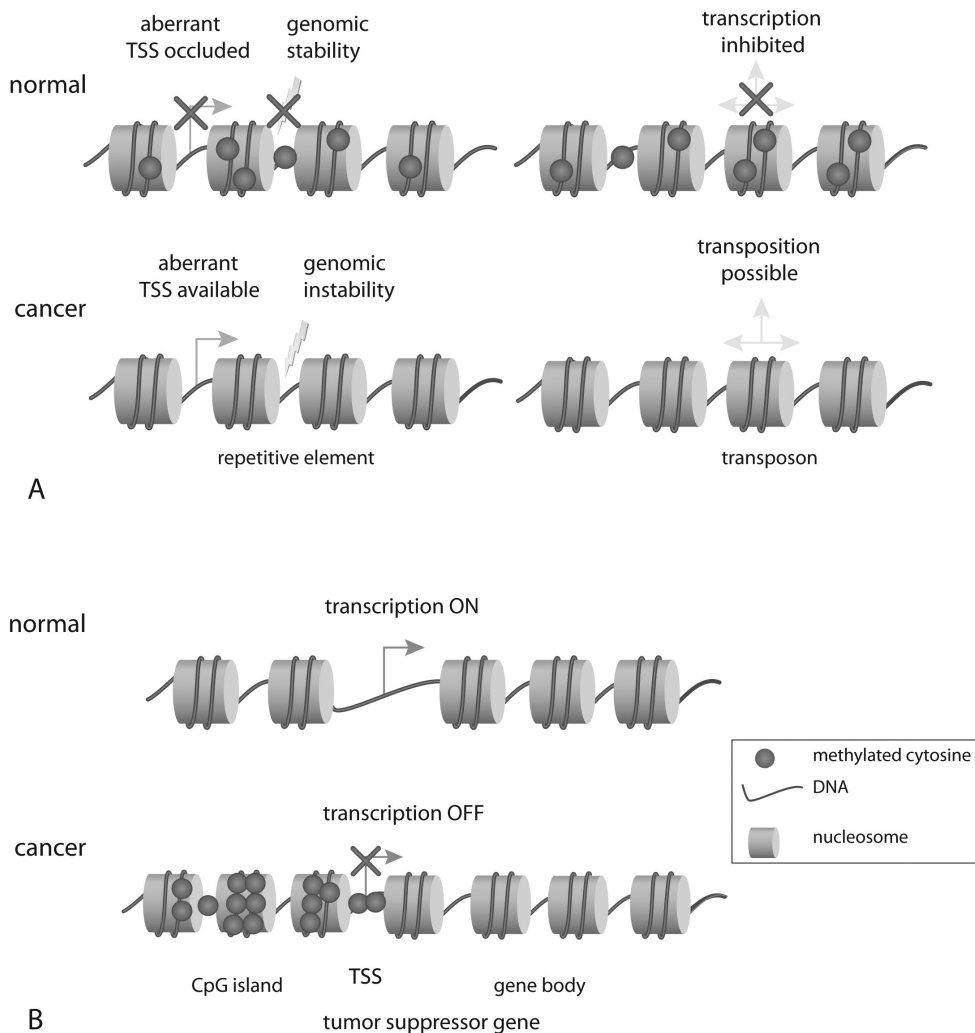 aberrant
TSS occluded
genomic
stability
transcription
inhibited
normal
aberrant
TSS available
genomic
instability
transposition
possible
cancer
repetitive element
transposon
A
normal
transcription ON
methylated cytosine
DNA
nucleosome
transcription OFF
cancer
CpG island
TSS
gene body
B
tumor suppressor gene